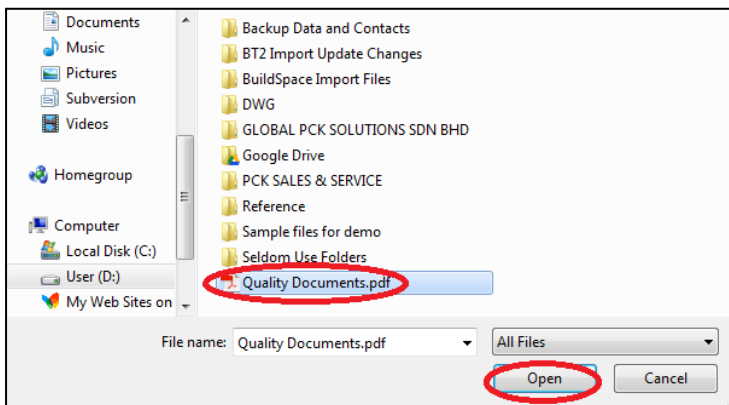 Documents
Music
Pictures
Subversion
Videos
Homegroup
Computer
Local Disk (C:)
User (D:)
My Web Sites on
Backup Data and Contacts
BT2 Import Update Changes
BuildSpace Import Files
DWG
GLOBAL PCK SOLUTIONS SDN BHD
Google Drive
PCK SALES & SERVICE
Reference
Sample files for demo
Seldom Use Folders
Quality Documents.pdf
File name: Quality Documents.pdf All Files
Open Cancel